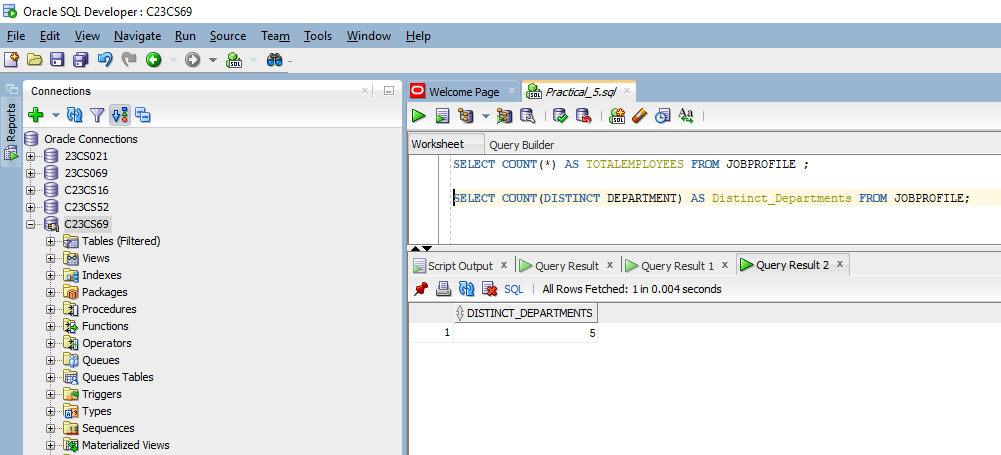 Oracle SQL Developer : C23CS69
File Edit View Navigate Run Source Team Tools Window Help
Reports
Connections
Oracle Connections
23CS021
23CS069
C23CS16
C23CS52
C23CS69
Tables (Filtered)
Views
Indexes
Packages
Procedures
Functions
Operators
Queues
Queues Tables
Triggers
Types
Sequences
Materialized Views
Welcome Page Practical_5.sql
Worksheet Query Builder
SELECT COUNT(*) AS TOTALEMPLOYEES FROM JOBPROFILE ;
SELECT COUNT(DISTINCT DEPARTMENT) AS Distinct_Departments FROM JOBPROFILE;
Script Output Query Result Query Result 1 Query Result 2
SQL All Rows Fetched: 1 in 0.004 seconds
DISTINCT_DEPARTMENTS
1 5